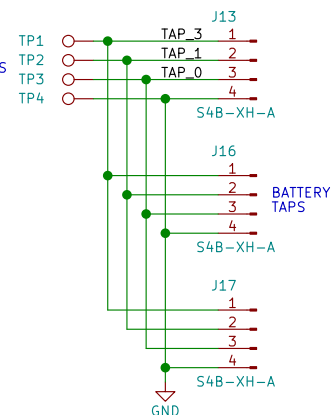 J13
TP1 TAP_3 1
S
TP2 TAP_1 2
TP3 TAP_0 3
TP4 4
S4B-XH-A
J16
1
2 BATTERY
3 TAPS
4
S4B-XH-A
J17
1
2
3
4
S4B-XH-A
GND